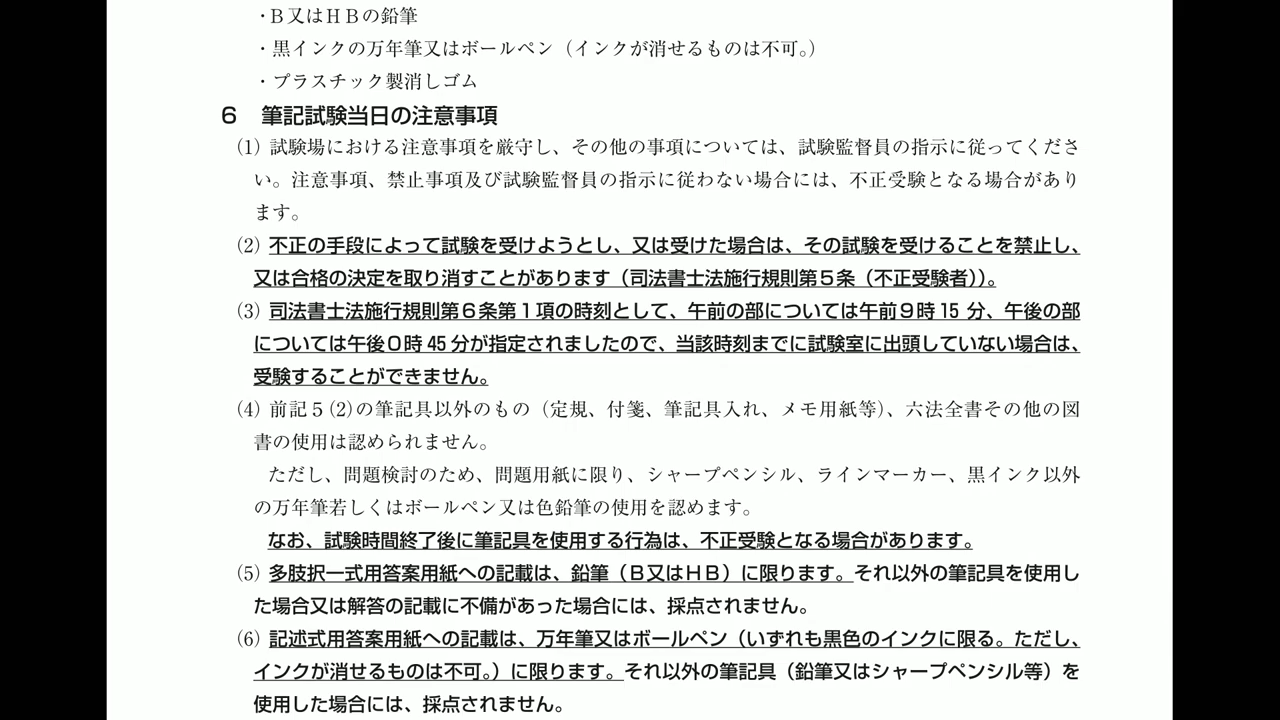 ・Ｂ又はＨＢの鉛筆
・黒インクの万年筆又はボールペン（インクが消せるものは不可。）
・プラスチック製消しゴム
６　筆記試験当日の注意事項
(1) 試験場における注意事項を厳守し、その他の事項については、試験監督員の指示に従ってくださ
い。注意事項、禁止事項及び試験監督員の指示に従わない場合には、不正受験となる場合があり
ます。
(2) 不正の手段によって試験を受けようとし、又は受けた場合は、その試験を受けることを禁止し、
又は合格の決定を取り消すことがあります（司法書士法施行規則第５条（不正受験者））。
(3) 司法書士法施行規則第６条第１項の時刻として、午前の部については午前９時 15 分、午後の部
については午後０時 45 分が指定されましたので、当該時刻までに試験室に出頭していない場合は、
受験することができません。
(4) 前記５(2)の筆記具以外のもの（定規、付箋、筆記具入れ、メモ用紙等）、六法全書その他の図
書の使用は認められません。
ただし、問題検討のため、問題用紙に限り、シャープペンシル、ラインマーカー、黒インク以外
の万年筆若しくはボールペン又は色鉛筆の使用を認めます。
なお、試験時間終了後に筆記具を使用する行為は、不正受験となる場合があります。
(5) 多肢択一式用答案用紙への記載は、鉛筆（Ｂ又はＨＢ）に限ります。それ以外の筆記具を使用し
た場合又は解答の記載に不備があった場合には、採点されません。
(6) 記述式用答案用紙への記載は、万年筆又はボールペン（いずれも黒色のインクに限る。ただし、
インクが消せるものは不可。）に限ります。それ以外の筆記具（鉛筆又はシャープペンシル等）を
使用した場合には、採点されません。